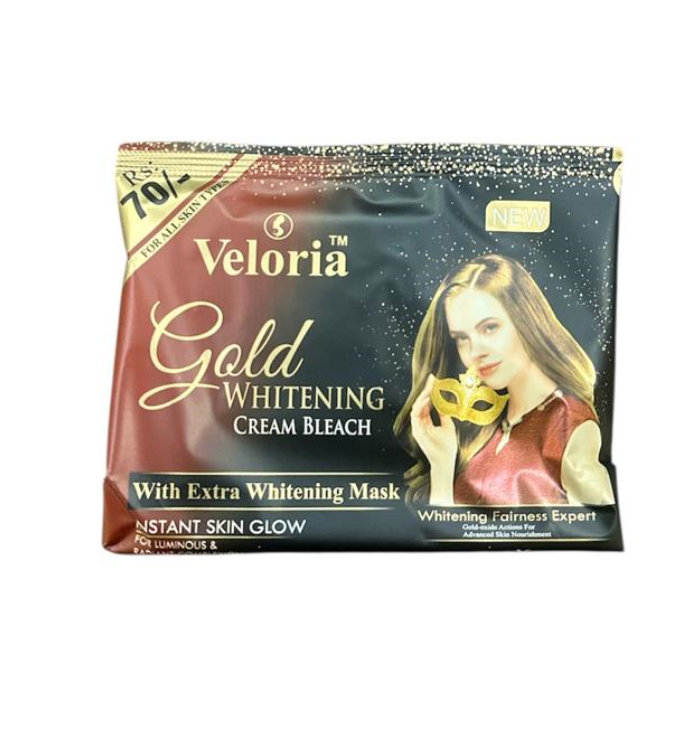 Rs:
70/-
FOR ALL SKIN TYPES
NEW
Veloria™
Gold
WHITENING
CREAM BLEACH
With Extra Whitening Mask
INSTANT SKIN GLOW
FOR LUMINOUS &
Whitening Fairness Expert
Gold-oxide Actions For
Advanced Skin Nourishment